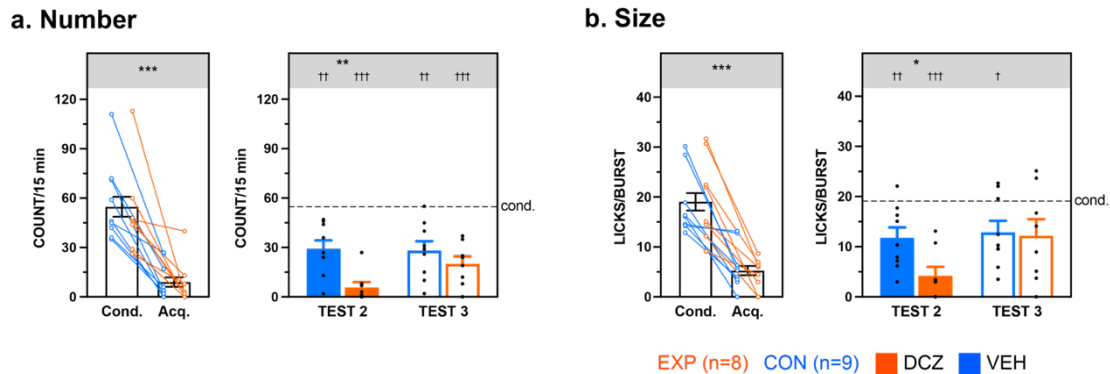 a. Number
b. Size
***
**
†† ††† †† †††
***
*
†† ††† †
COUNT/15 min
120
90
60
30
0
Cond. Acq.
COUNT/15 min
120
90
60
30
0
cond.
TEST 2 TEST 3
LICKS/BURST
40
30
20
10
0
Cond. Acq.
LICKS/BURST
40
30
20
10
0
cond.
TEST 2 TEST 3
EXP (n=8) CON (n=9) DCZ VEH